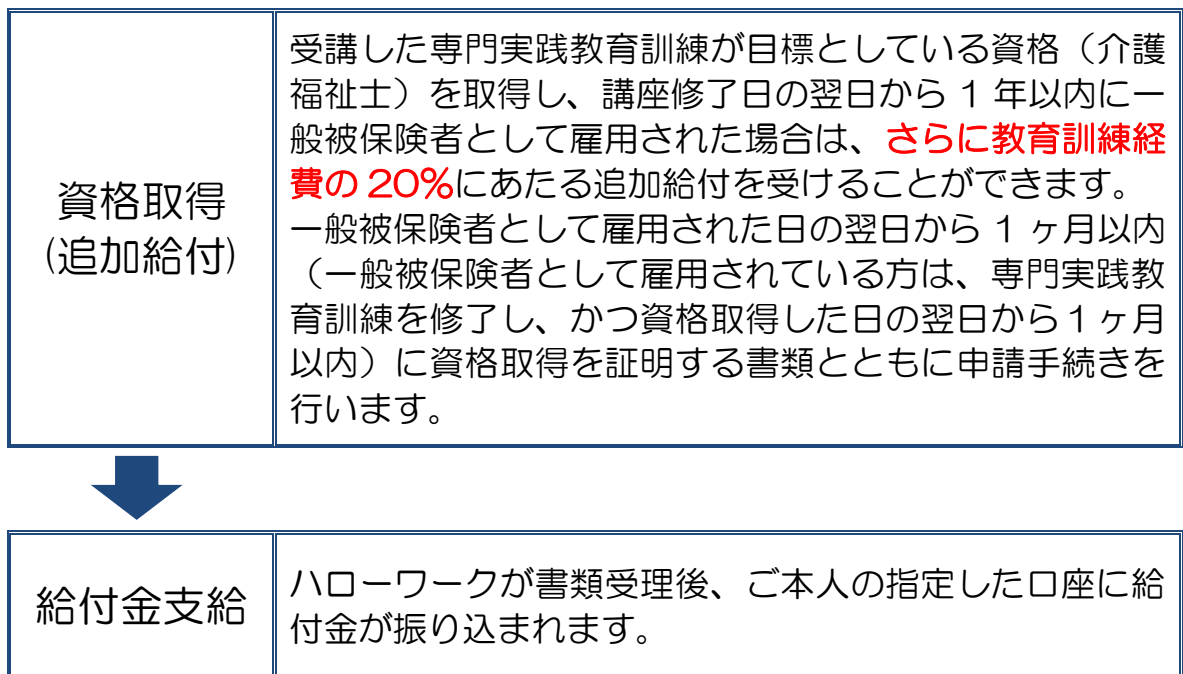 資格取得
(追加給付)
受講した専門実践教育訓練が目標としている資格（介護
福祉士）を取得し、講座修了日の翌日から 1 年以内に一
般被保険者として雇用された場合は、さらに教育訓練経
費の 20%にあたる追加給付を受けることができます。
一般被保険者として雇用された日の翌日から 1 ヶ月以内
（一般被保険者として雇用されている方は、専門実践教
育訓練を修了し、かつ資格取得した日の翌日から１ヶ月
以内）に資格取得を証明する書類とともに申請手続きを
行います。
給付金支給
ハローワークが書類受理後、ご本人の指定した口座に給
付金が振り込まれます。